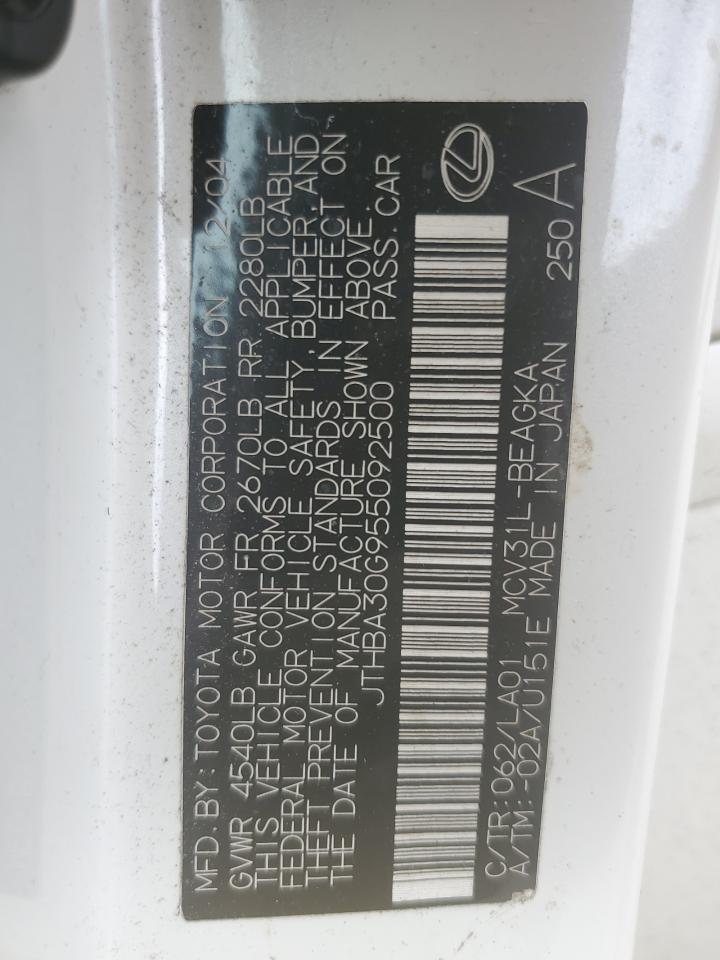 MFD.BY:TOYOTA MOTOR CORPORATION 12/04
GVWR 4540LB GAWR FR 2670LB RR 2280LB
THIS VEHICLE CONFORMS TO ALL APPLICABLE
FEDERAL MOTOR VEHICLE SAFETY, BUMPER, AND
THEFT PREVENTION STANDARDS IN EFFECT ON
THE DATE OF MANUFACTURE SHOWN ABOVE.
JTHBA30G955092500 PASS.CAR
C/TR:062/LA01 MCV31L-BEAGKA
A/TM:-02A/U151E MADE IN JAPAN 250 A